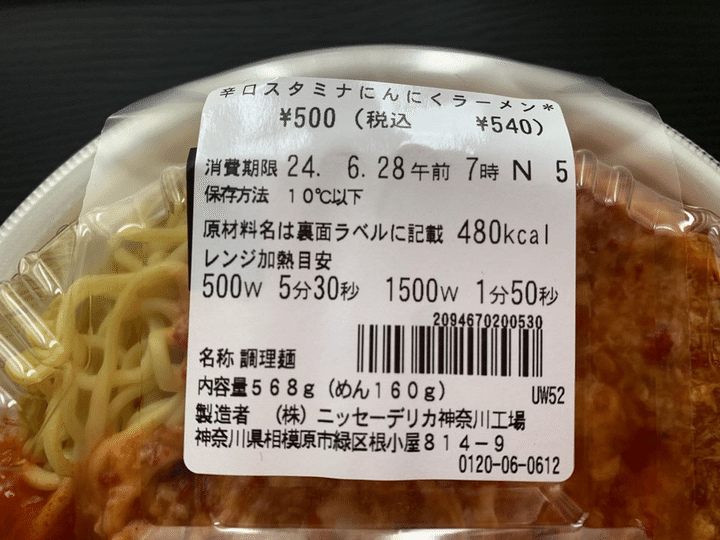 辛口スタミナにんにくラーメン*
¥500（税込 ¥540）
消費期限 24. 6.28午前 7時 N 5
保存方法 10℃以下
原材料名は裏面ラベルに記載 480kcal
レンジ加熱目安
500W 5分30秒 1500W 1分50秒
2094670200530
名称 調理麺
内容量568g（めん160g） UW52
製造者 （株）ニッセーデリカ神奈川工場
神奈川県相模原市緑区根小屋814-9
0120-06-0612